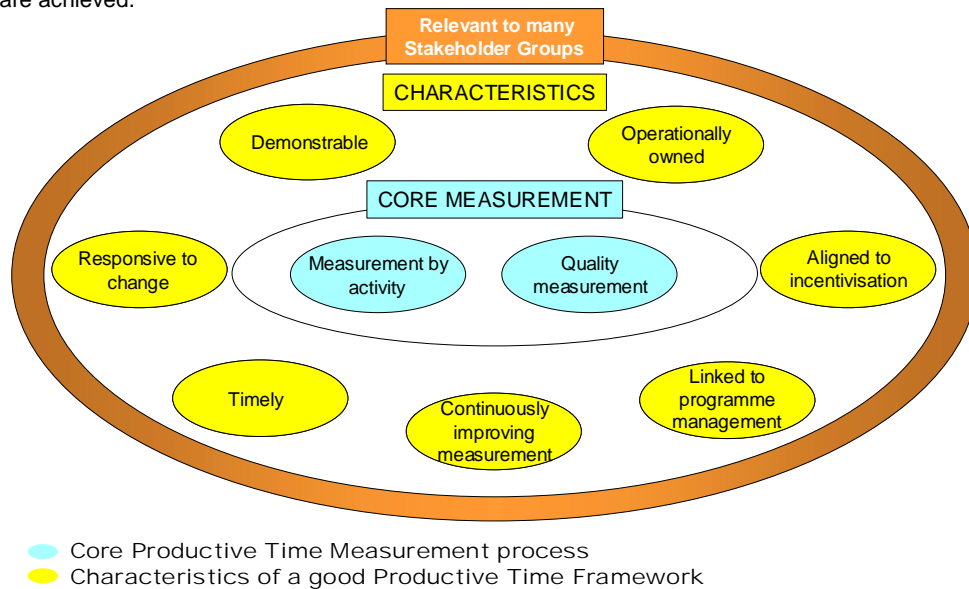 are achieved.
Relevant to many
Stakeholder Groups
CHARACTERISTICS
Demonstrable
Operationally
owned
CORE MEASUREMENT
Responsive to
change
Measurement by
activity
Quality
measurement
Aligned to
incentivisation
Timely
Continuously
improving
measurement
Linked to
programme
management
Core Productive Time Measurement process
Characteristics of a good Productive Time Framework